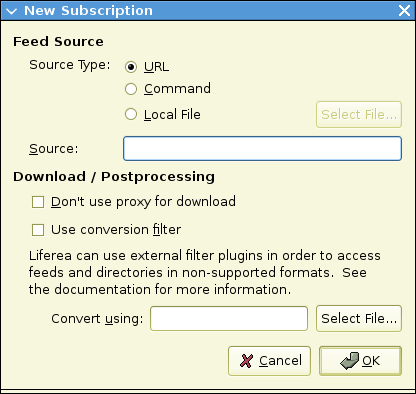 New Subscription
Feed Source
Source Type: URL
Command
Local File Select File...
Source:
Download / Postprocessing
Don't use proxy for download
Use conversion filter
Liferea can use external filter plugins in order to access
feeds and directories in non-supported formats. See
the documentation for more information.
Convert using: Select File...
Cancel OK